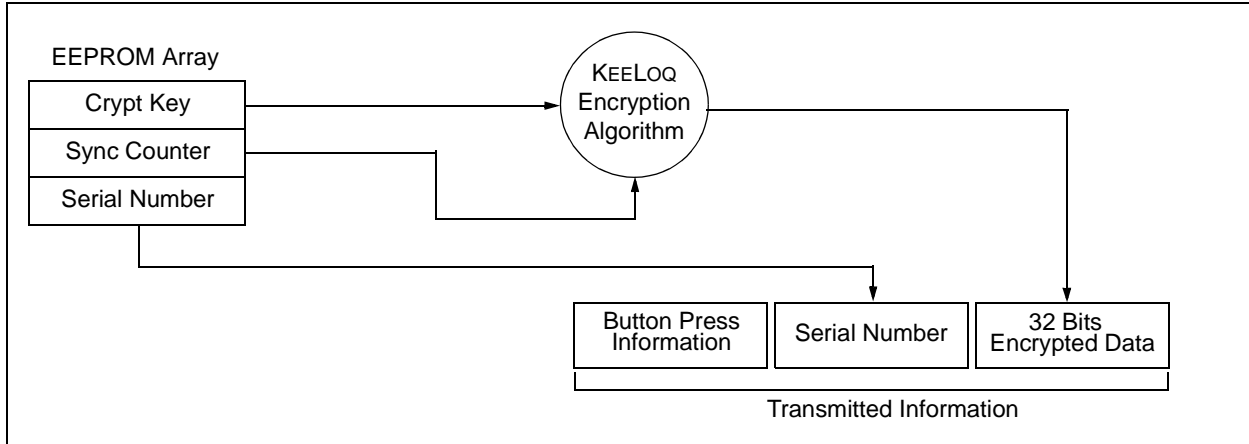 EEPROM Array
Crypt Key
Sync Counter
Serial Number
KEELOQ
Encryption
Algorithm
Button Press
Information
Serial Number
32 Bits
Encrypted Data
Transmitted Information